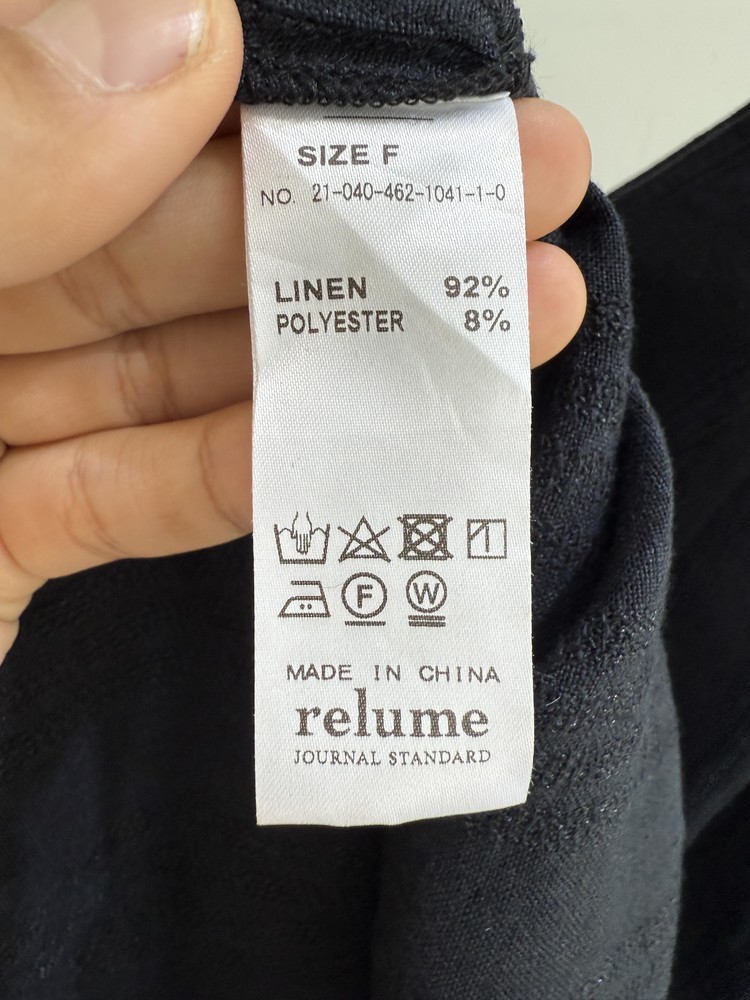 SIZE F
NO. 21-040-462-1041-1-0
LINEN 92%
POLYESTER 8%
F W
MADE IN CHINA
relume
JOURNAL STANDARD